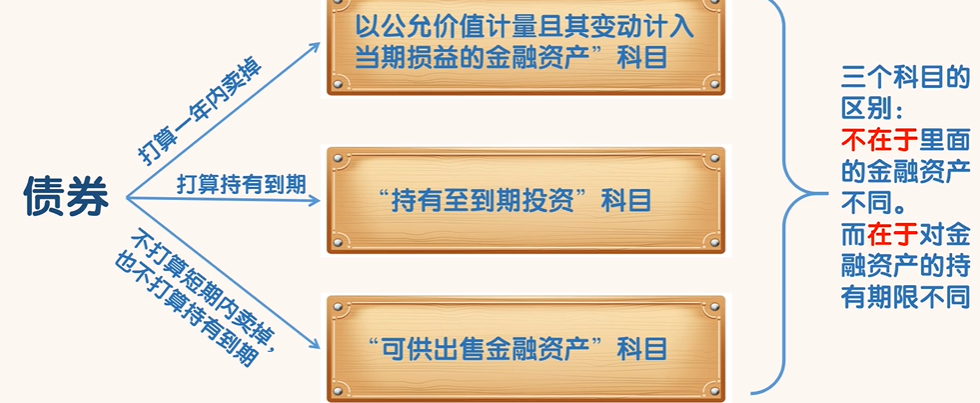 债券
打算一年内卖掉
打算持有到期
不打算短期内卖掉，
也不打算持有到期
以公允价值计量且其变动计入
当期损益的金融资产”科目
“持有至到期投资”科目
“可供出售金融资产”科目
三个科目的
区别：
不在于里面
的金融资产
不同。
而在于对金
融资产的持
有期限不同